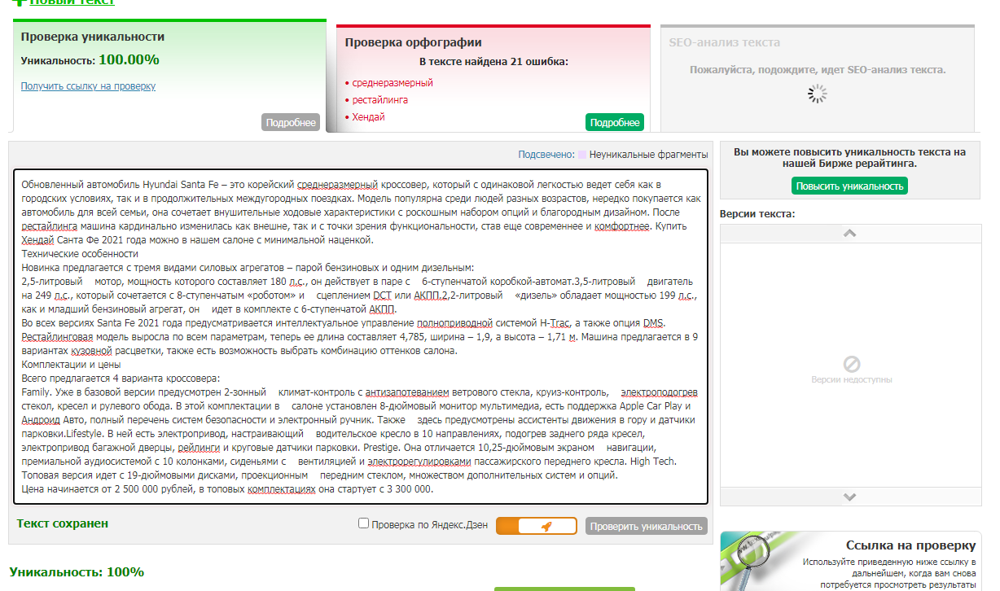 Новый текст
Проверка уникальности
Уникальность: 100.00%
Получить ссылку на проверку
Подробнее
Проверка орфографии
В тексте найдена 21 ошибка:
• среднеразмерный
• рестайлинга
• Хендай
Подробнее
SEO-анализ текста
Пожалуйста, подождите, идет SEO-анализ текста.
Подсвечено: Неуникальные фрагменты
Обновленный автомобиль Hyundai Santa Fe – это корейский среднеразмерный кроссовер, который с одинаковой легкостью ведет себя как в
городских условиях, так и в продолжительных междугородных поездках. Модель популярна среди людей разных возрастов, нередко покупается как
автомобиль для всей семьи, она сочетает внушительные ходовые характеристики с роскошным набором опций и благородным дизайном. После
рестайлинга машина кардинально изменилась как внешне, так и с точки зрения функциональности, став еще современнее и комфортнее. Купить
Хендай Санта Фе 2021 года можно в нашем салоне с минимальной наценкой.
Технические особенности
Новинка предлагается с тремя видами силовых агрегатов – парой бензиновых и одним дизельным:
2,5-литровый мотор, мощность которого составляет 180 л.с., он действует в паре с 6-ступенчатой коробкой-автомат.3,5-литровый двигатель
на 249 л.с., который сочетается с 8-ступенчатым «роботом» и сцеплением DCT или АКПП.2,2-литровый «дизель» обладает мощностью 199 л.с.,
как и младший бензиновый агрегат, он идет в комплекте с 6-ступенчатой АКПП.
Во всех версиях Santa Fe 2021 года предусматривается интеллектуальное управление полноприводной системой H-Trac, а также опция DMS.
Рестайлинговая модель выросла по всем параметрам, теперь ее длина составляет 4,785, ширина – 1,9, а высота – 1,71 м. Машина предлагается в 9
вариантах кузовной расцветки, также есть возможность выбрать комбинацию оттенков салона.
Комплектации и цены
Всего предлагается 4 варианта кроссовера:
Family. Уже в базовой версии предусмотрен 2-зонный климат-контроль с антизапотеванием ветрового стекла, круиз-контроль, электроподогрев
стекол, кресел и рулевого обода. В этой комплектации в салоне установлен 8-дюймовый монитор мультимедиа, есть поддержка Apple Car Play и
Андроид Авто, полный перечень систем безопасности и электронный ручник. Также здесь предусмотрены ассистенты движения в гору и датчики
парковки.Lifestyle. В ней есть электропривод, настраивающий водительское кресло в 10 направлениях, подогрев заднего ряда кресел,
электропривод багажной дверцы, рейлинги и круговые датчики парковки. Prestige. Она отличается 10,25-дюймовым экраном навигации,
премиальной аудиосистемой с 10 колонками, сиденьями с вентиляцией и электрорегулировками пассажирского переднего кресла. High Tech.
Топовая версия идет с 19-дюймовыми дисками, проекционным передним стеклом, множеством дополнительных систем и опций.
Цена начинается от 2 500 000 рублей, в топовых комплектациях она стартует с 3 300 000.
Текст сохранен
Проверка по Яндекс.Дзен
Проверить уникальность
Уникальность: 100%
Вы можете повысить уникальность текста на
нашей Бирже рерайтинга.
Повысить уникальность
Версии текста:
Версии недоступны
Ссылка на проверку
Используйте приведенную ниже ссылку в
дальнейшем, когда вам снова
потребуется просмотреть результаты